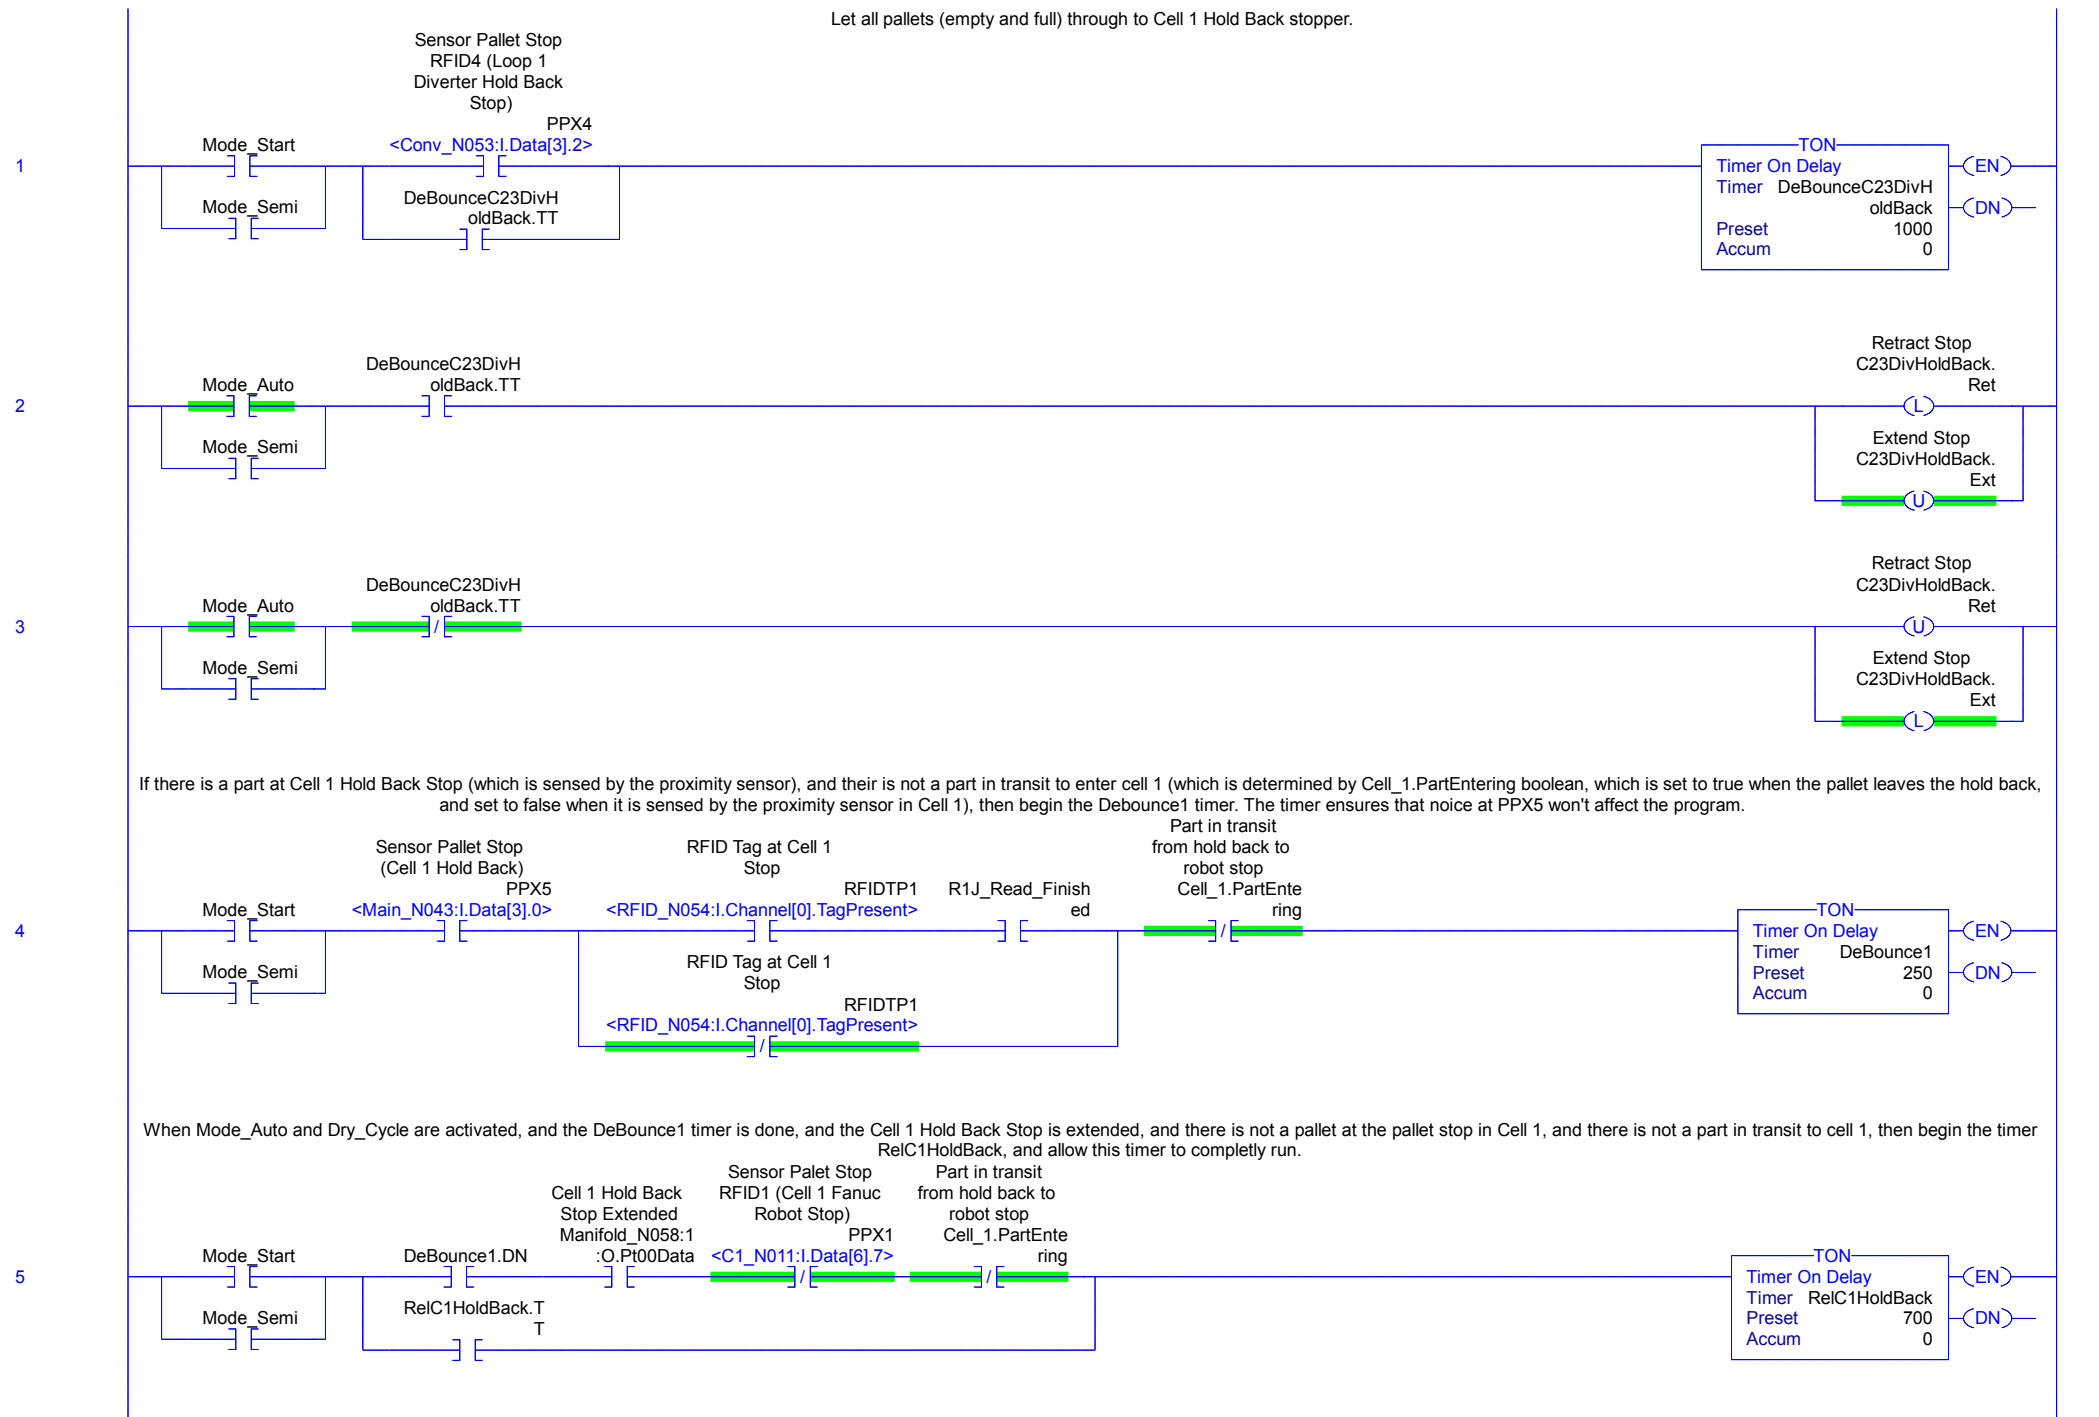 Let all pallets (empty and full) through to Cell 1 Hold Back stopper.
Sensor Pallet Stop
RFID4 (Loop 1
Diverter Hold Back
Stop)
PPX4
<Conv_N053:I.Data[3].2>
Mode_Start
Mode_Semi
DeBounceC23DivH
oldBack.TT
1
TON
Timer On Delay
Timer DeBounceC23DivH
oldBack
Preset 1000
Accum 0
EN
DN
2
Mode_Auto
Mode_Semi
DeBounceC23DivH
oldBack.TT
Retract Stop
C23DivHoldBack.
Ret
L
Extend Stop
C23DivHoldBack.
Ext
U
3
Mode_Auto
Mode_Semi
DeBounceC23DivH
oldBack.TT
/
Retract Stop
C23DivHoldBack.
Ret
U
Extend Stop
C23DivHoldBack.
Ext
L
If there is a part at Cell 1 Hold Back Stop (which is sensed by the proximity sensor), and their is not a part in transit to enter cell 1 (which is determined by Cell_1.PartEntering boolean, which is set to true when the pallet leaves the hold back,
and set to false when it is sensed by the proximity sensor in Cell 1), then begin the Debounce1 timer. The timer ensures that noice at PPX5 won't affect the program.
4
Mode_Start
Mode_Semi
Sensor Pallet Stop
(Cell 1 Hold Back)
PPX5
<Main_N043:I.Data[3].0>
RFID Tag at Cell 1
Stop
RFIDTP1
<RFID_N054:I.Channel[0].TagPresent>
R1J_Read_Finish
ed
RFID Tag at Cell 1
Stop
RFIDTP1
<RFID_N054:I.Channel[0].TagPresent>
/
Part in transit
from hold back to
robot stop
Cell_1.PartEnte
ring
/
TON
Timer On Delay
Timer DeBounce1
Preset 250
Accum 0
EN
DN
When Mode_Auto and Dry_Cycle are activated, and the DeBounce1 timer is done, and the Cell 1 Hold Back Stop is extended, and there is not a pallet at the pallet stop in Cell 1, and there is not a part in transit to cell 1, then begin the timer
RelC1HoldBack, and allow this timer to completly run.
5
Mode_Start
Mode_Semi
DeBounce1.DN
RelC1HoldBack.T
T
Cell 1 Hold Back
Stop Extended
Manifold_N058:1
:O.Pt00Data
Sensor Palet Stop
RFID1 (Cell 1 Fanuc
Robot Stop)
PPX1
<C1_N011:I.Data[6].7>
/
Part in transit
from hold back to
robot stop
Cell_1.PartEnte
ring
/
TON
Timer On Delay
Timer RelC1HoldBack
Preset 700
Accum 0
EN
DN